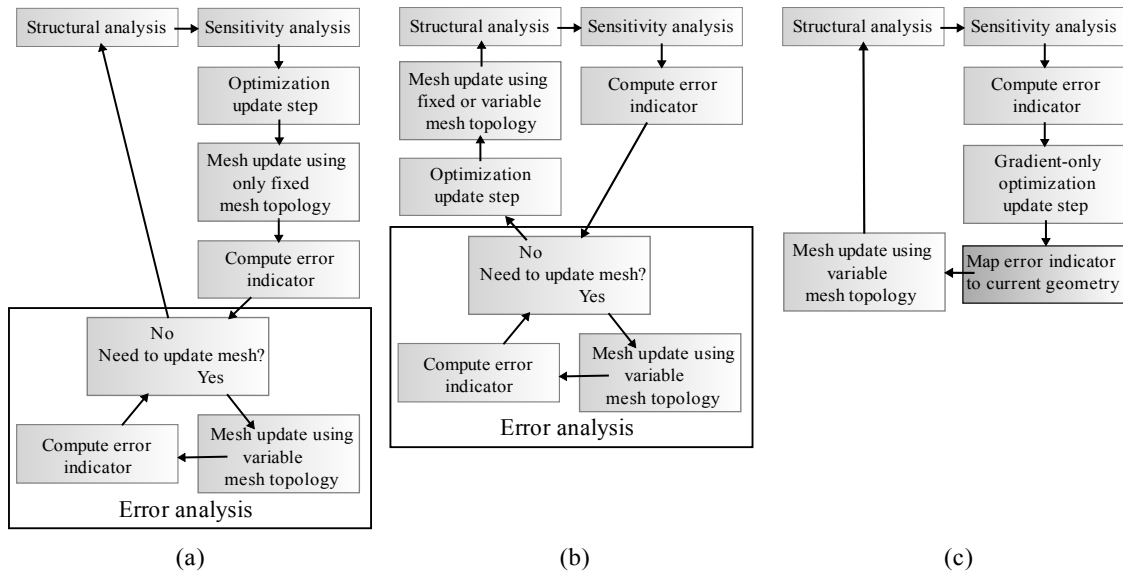 Structural analysis
Sensitivity analysis
Optimization
update step
Mesh update using
only fixed
mesh topology
Compute error
indicator
No
Need to update mesh?
Yes
Mesh update using
variable
mesh topology
Compute error
indicator
Error analysis
(a)
Structural analysis
Sensitivity analysis
Mesh update using
fixed or variable
mesh topology
Compute error
indicator
Optimization
update step
No
Need to update mesh?
Yes
Mesh update using
variable
mesh topology
Compute error
indicator
Error analysis
(b)
Structural analysis
Sensitivity analysis
Compute error
indicator
Gradient-only
optimization
update step
Map error indicator
to current geometry
Mesh update using
variable
mesh topology
(c)